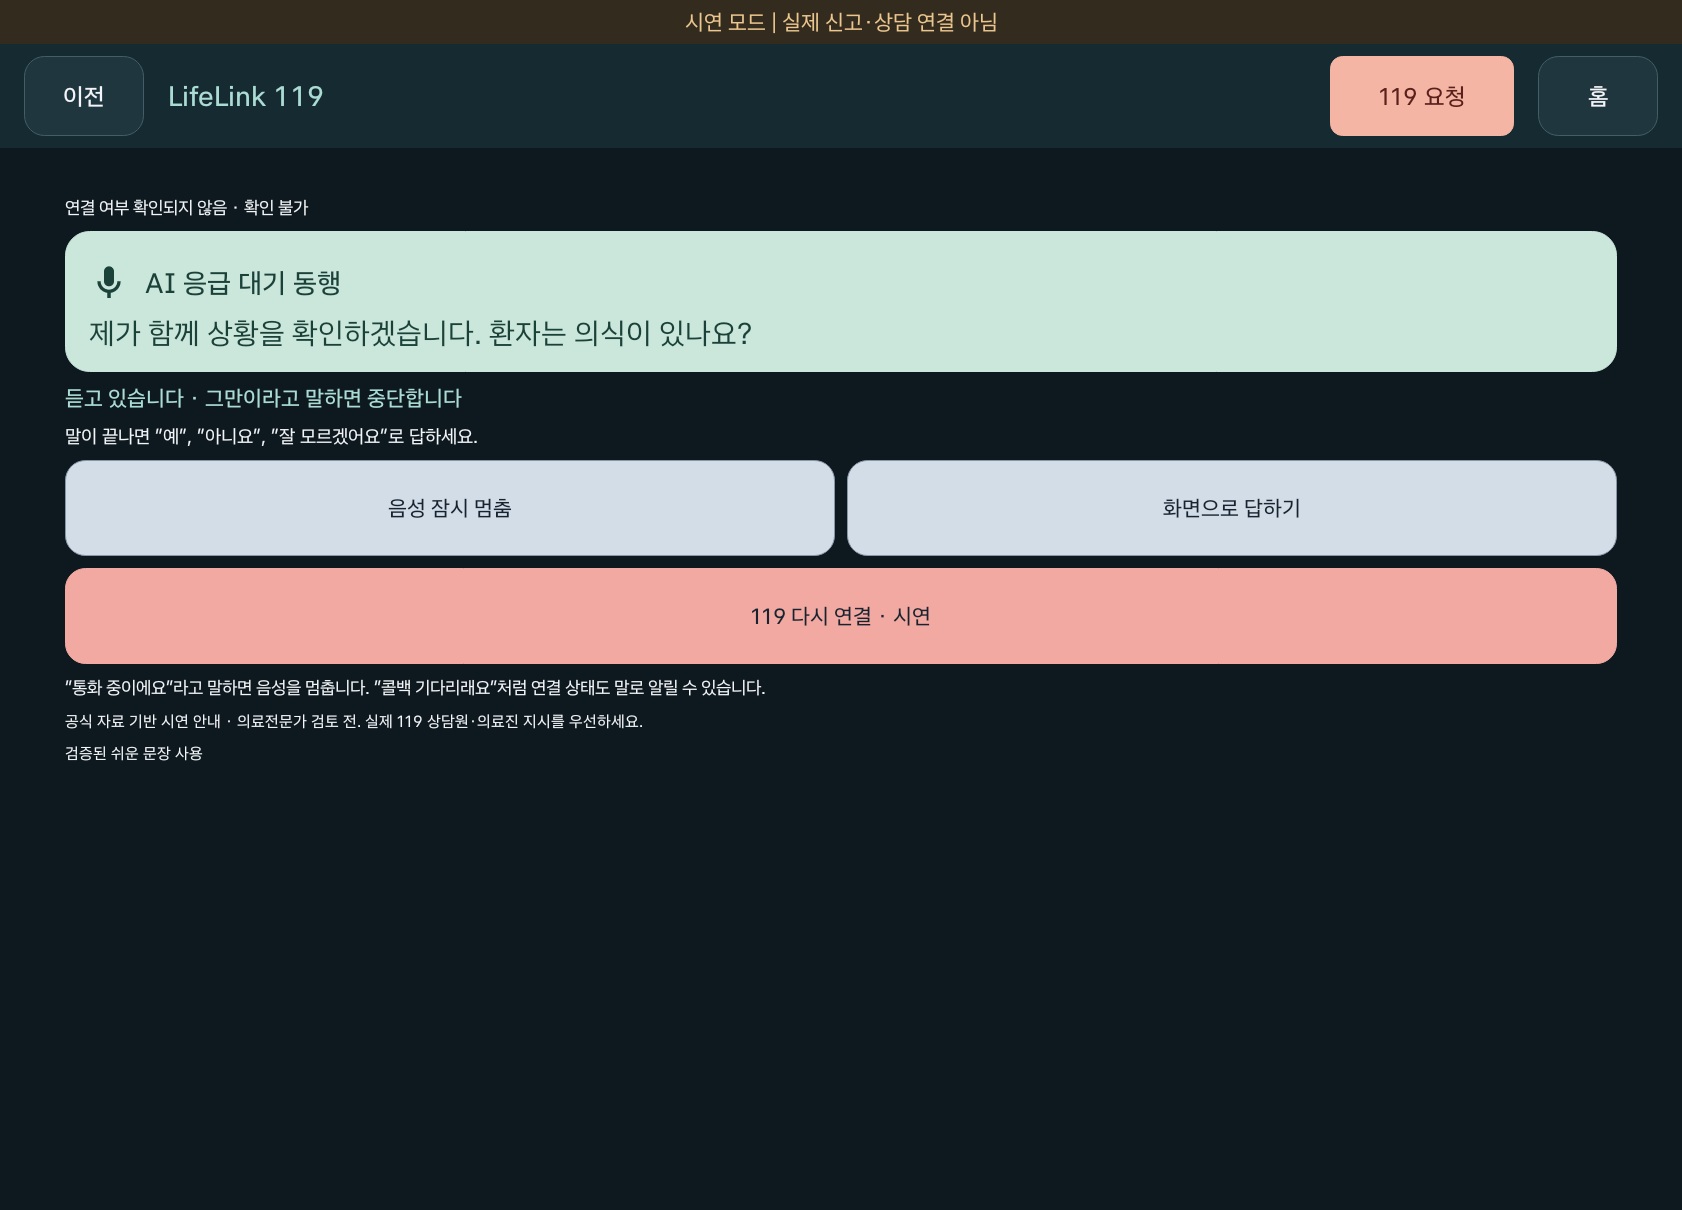 시연 모드 | 실제 신고·상담 연결 아님
이전
LifeLink 119
119 요청
홈
연결 여부 확인되지 않음 · 확인 불가
AI 응급 대기 동행
제가 함께 상황을 확인하겠습니다. 환자는 의식이 있나요?
듣고 있습니다 · 그만이라고 말하면 중단합니다
말이 끝나면 “예”, “아니요”, “잘 모르겠어요”로 답하세요.
음성 잠시 멈춤
화면으로 답하기
119 다시 연결 · 시연
“통화 중이에요”라고 말하면 음성을 멈춥니다. “콜백 기다리래요”처럼 연결 상태도 말로 알릴 수 있습니다.
공식 자료 기반 시연 안내 · 의료전문가 검토 전. 실제 119 상담원·의료진 지시를 우선하세요.
검증된 쉬운 문장 사용